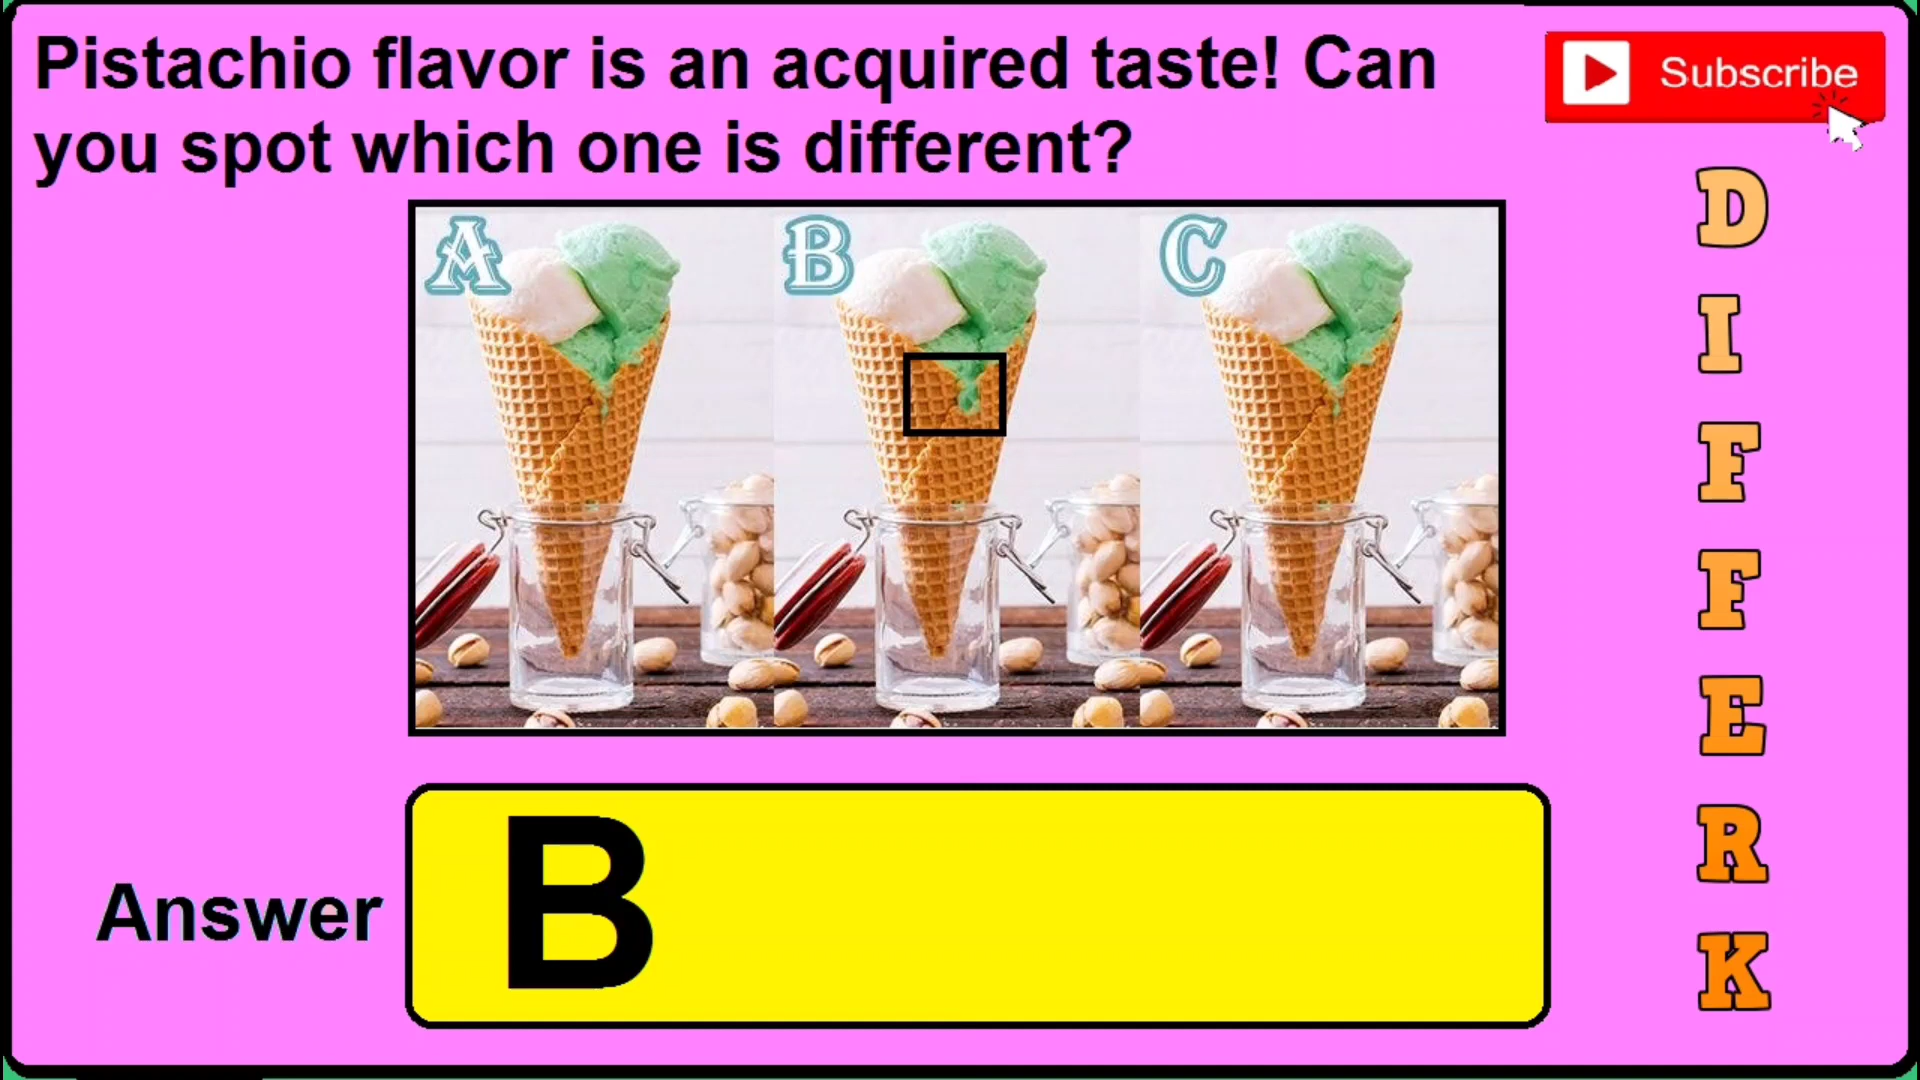 Pistachio flavor is an acquired taste! Can
you spot which one is different?
Subscribe
A
B
C
D
I
F
F
E
R
K
Answer
B